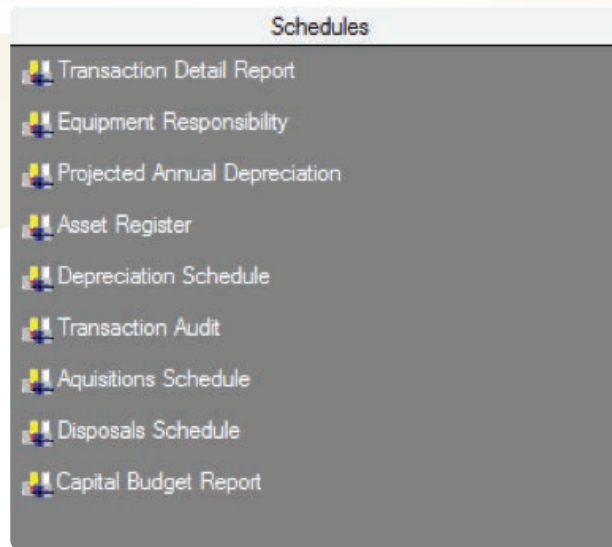 Schedules
Transaction Detail Report
Equipment Responsibility
Projected Annual Depreciation
Asset Register
Depreciation Schedule
Transaction Audit
Aquisitions Schedule
Disposals Schedule
Capital Budget Report